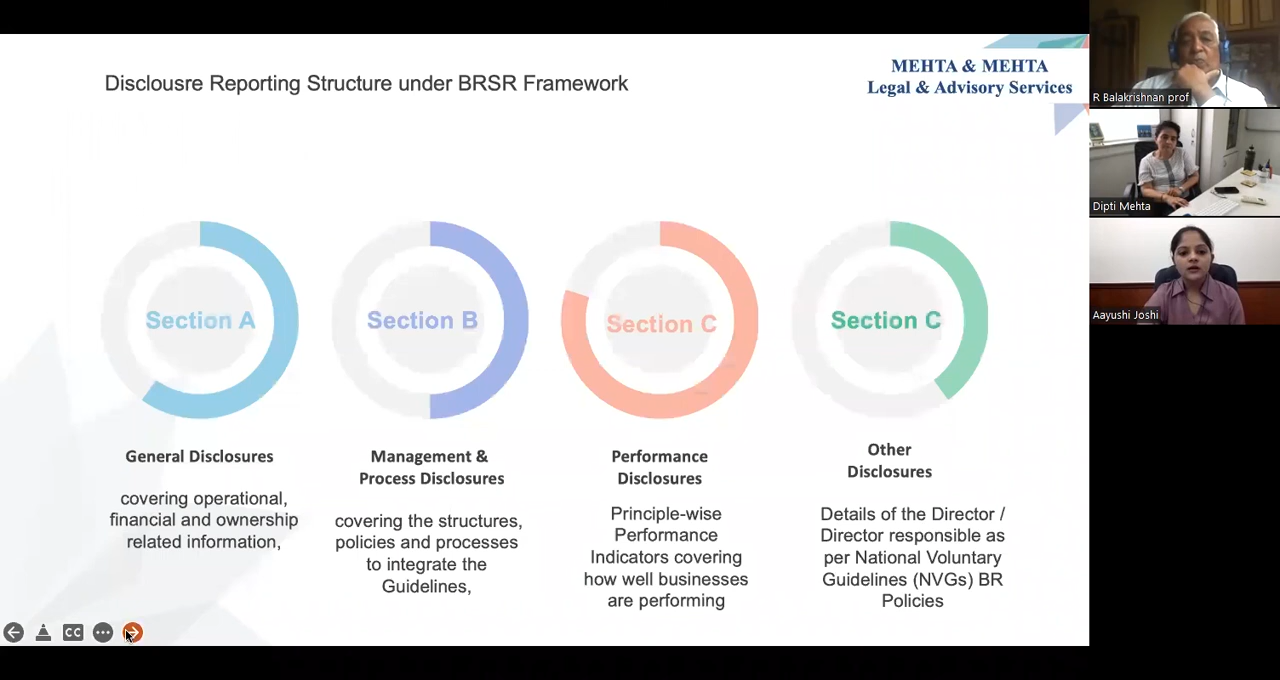 Disclousre Reporting Structure under BRSR Framework
MEHTA & MEHTA
Legal & Advisory Services
Section A
General Disclosures
covering operational,
financial and ownership
related information,
Section B
Management &
Process Disclosures
covering the structures,
policies and processes
to integrate the
Guidelines,
Section C
Performance
Disclosures
Principle-wise
Performance
Indicators covering
how well businesses
are performing
Section C
Other
Disclosures
Details of the Director /
Director responsible as
per National Voluntary
Guidelines (NVGs) BR
Policies
CC
R Balakrishnan prof
Dipti Mehta
Aayushi Joshi